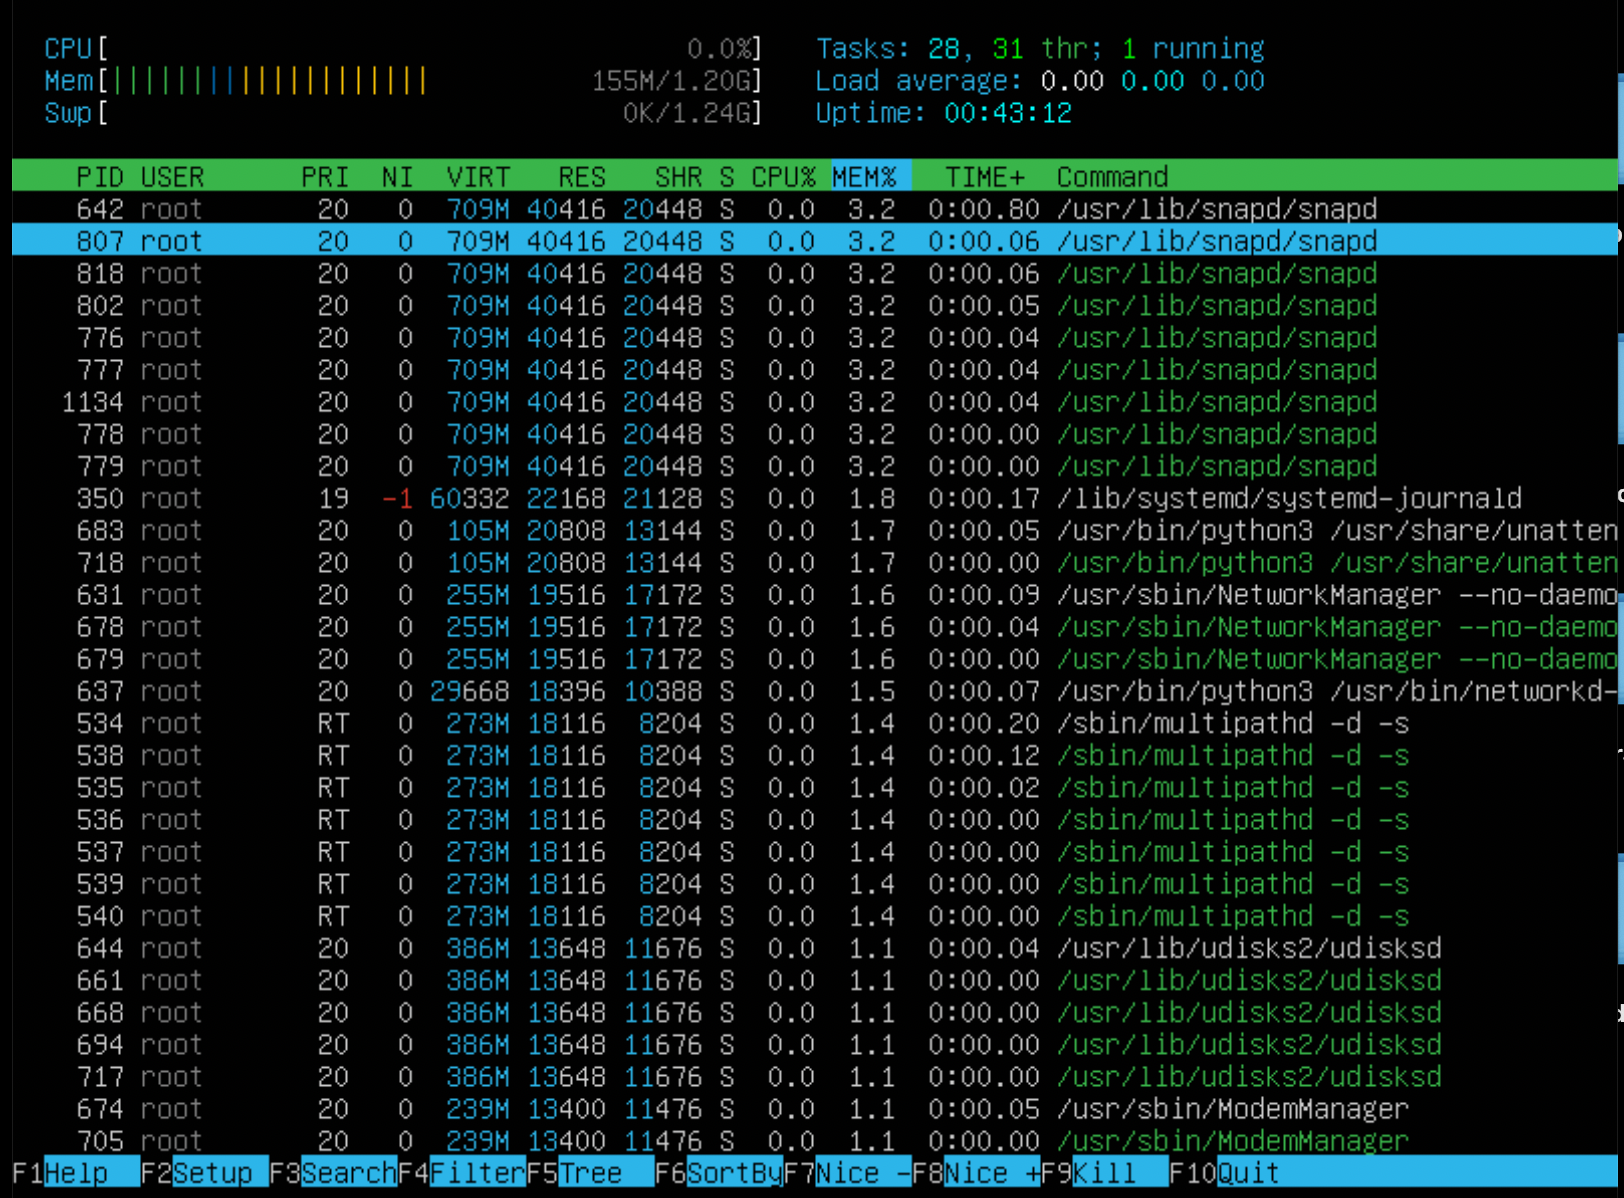 CPU[ 0.0%] Tasks: 28, 31 thr; 1 running
Mem[|||||||||||||||||||| 155M/1.20G] Load average: 0.00 0.00 0.00
Swp[ 0K/1.24G] Uptime: 00:43:12
PID USER PRI NI VIRT RES SHR S CPU% MEM% TIME+ Command
642 root 20 0 709M 40416 20448 S 0.0 3.2 0:00.80 /usr/lib/snapd/snapd
807 root 20 0 709M 40416 20448 S 0.0 3.2 0:00.06 /usr/lib/snapd/snapd
818 root 20 0 709M 40416 20448 S 0.0 3.2 0:00.06 /usr/lib/snapd/snapd
802 root 20 0 709M 40416 20448 S 0.0 3.2 0:00.05 /usr/lib/snapd/snapd
776 root 20 0 709M 40416 20448 S 0.0 3.2 0:00.04 /usr/lib/snapd/snapd
777 root 20 0 709M 40416 20448 S 0.0 3.2 0:00.04 /usr/lib/snapd/snapd
1134 root 20 0 709M 40416 20448 S 0.0 3.2 0:00.04 /usr/lib/snapd/snapd
778 root 20 0 709M 40416 20448 S 0.0 3.2 0:00.00 /usr/lib/snapd/snapd
779 root 20 0 709M 40416 20448 S 0.0 3.2 0:00.00 /usr/lib/snapd/snapd
350 root 19 -1 60332 22168 21128 S 0.0 1.8 0:00.17 /lib/systemd/systemd-journald
683 root 20 0 105M 20808 13144 S 0.0 1.7 0:00.05 /usr/bin/python3 /usr/share/unatten
718 root 20 0 105M 20808 13144 S 0.0 1.7 0:00.00 /usr/bin/python3 /usr/share/unatten
631 root 20 0 255M 19516 17172 S 0.0 1.6 0:00.09 /usr/sbin/NetworkManager --no-daemo
678 root 20 0 255M 19516 17172 S 0.0 1.6 0:00.04 /usr/sbin/NetworkManager --no-daemo
679 root 20 0 255M 19516 17172 S 0.0 1.6 0:00.00 /usr/sbin/NetworkManager --no-daemo
637 root 20 0 29668 18396 10388 S 0.0 1.5 0:00.07 /usr/bin/python3 /usr/bin/networkd-
534 root RT 0 273M 18116 8204 S 0.0 1.4 0:00.20 /sbin/multipathd -d -s
538 root RT 0 273M 18116 8204 S 0.0 1.4 0:00.12 /sbin/multipathd -d -s
535 root RT 0 273M 18116 8204 S 0.0 1.4 0:00.02 /sbin/multipathd -d -s
536 root RT 0 273M 18116 8204 S 0.0 1.4 0:00.00 /sbin/multipathd -d -s
537 root RT 0 273M 18116 8204 S 0.0 1.4 0:00.00 /sbin/multipathd -d -s
539 root RT 0 273M 18116 8204 S 0.0 1.4 0:00.00 /sbin/multipathd -d -s
540 root RT 0 273M 18116 8204 S 0.0 1.4 0:00.00 /sbin/multipathd -d -s
644 root 20 0 386M 13648 11676 S 0.0 1.1 0:00.04 /usr/lib/udisks2/udisksd
661 root 20 0 386M 13648 11676 S 0.0 1.1 0:00.00 /usr/lib/udisks2/udisksd
668 root 20 0 386M 13648 11676 S 0.0 1.1 0:00.00 /usr/lib/udisks2/udisksd
694 root 20 0 386M 13648 11676 S 0.0 1.1 0:00.00 /usr/lib/udisks2/udisksd
717 root 20 0 386M 13648 11676 S 0.0 1.1 0:00.00 /usr/lib/udisks2/udisksd
674 root 20 0 239M 13400 11476 S 0.0 1.1 0:00.05 /usr/sbin/ModemManager
705 root 20 0 239M 13400 11476 S 0.0 1.1 0:00.00 /usr/sbin/ModemManager
F1Help F2Setup F3SearchF4FilterF5Tree F6SortByF7Nice -F8Nice +F9Kill F10Quit